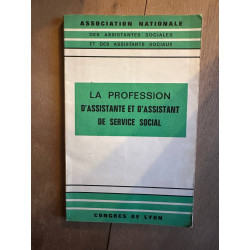 ASSOCIATION NATIONALE
DES ASSISTANTES SOCIALES
ET DES ASSISTANTS SOCIAUX
LA PROFESSION
D'ASSISTANTE ET D'ASSISTANT
DE SERVICE SOCIAL
CONGRES DE LYON